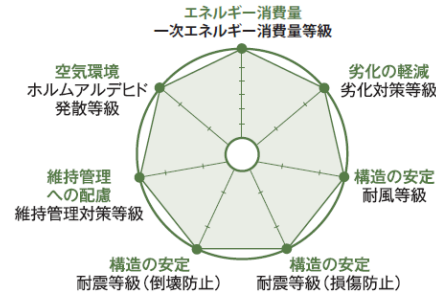 エネルギー消費量
一次エネルギー消費量等級
劣化の軽減
劣化対策等級
構造の安定
耐風等級
構造の安定
耐震等級(損傷防止)
構造の安定
耐震等級(倒壊防止)
維持管理
への配慮
維持管理対策等級
空気環境
ホルムアルデヒド
発散等級